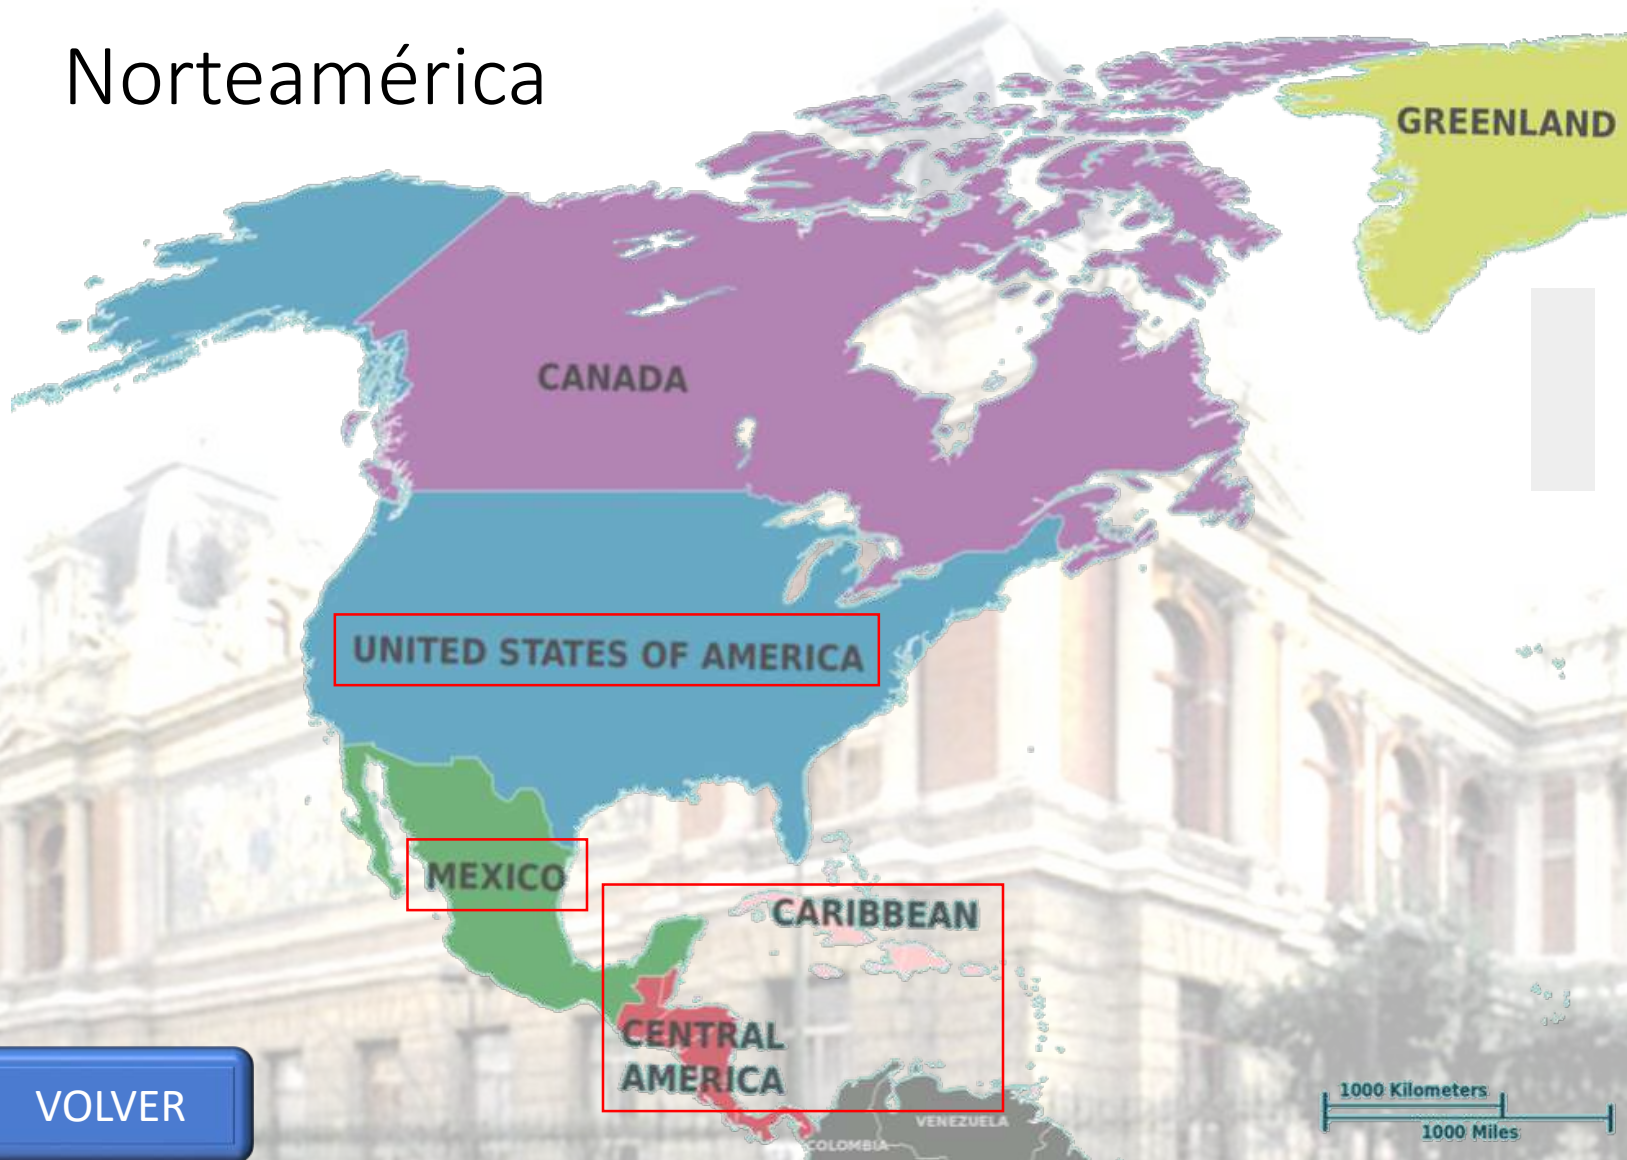 Norteamérica
GREENLAND
CANADA
UNITED STATES OF AMERICA
MEXICO
CARIBBEAN
CENTRAL
AMERICA
VENEZUELA
COLOMBIA
1000 Kilometers
1000 Miles
VOLVER